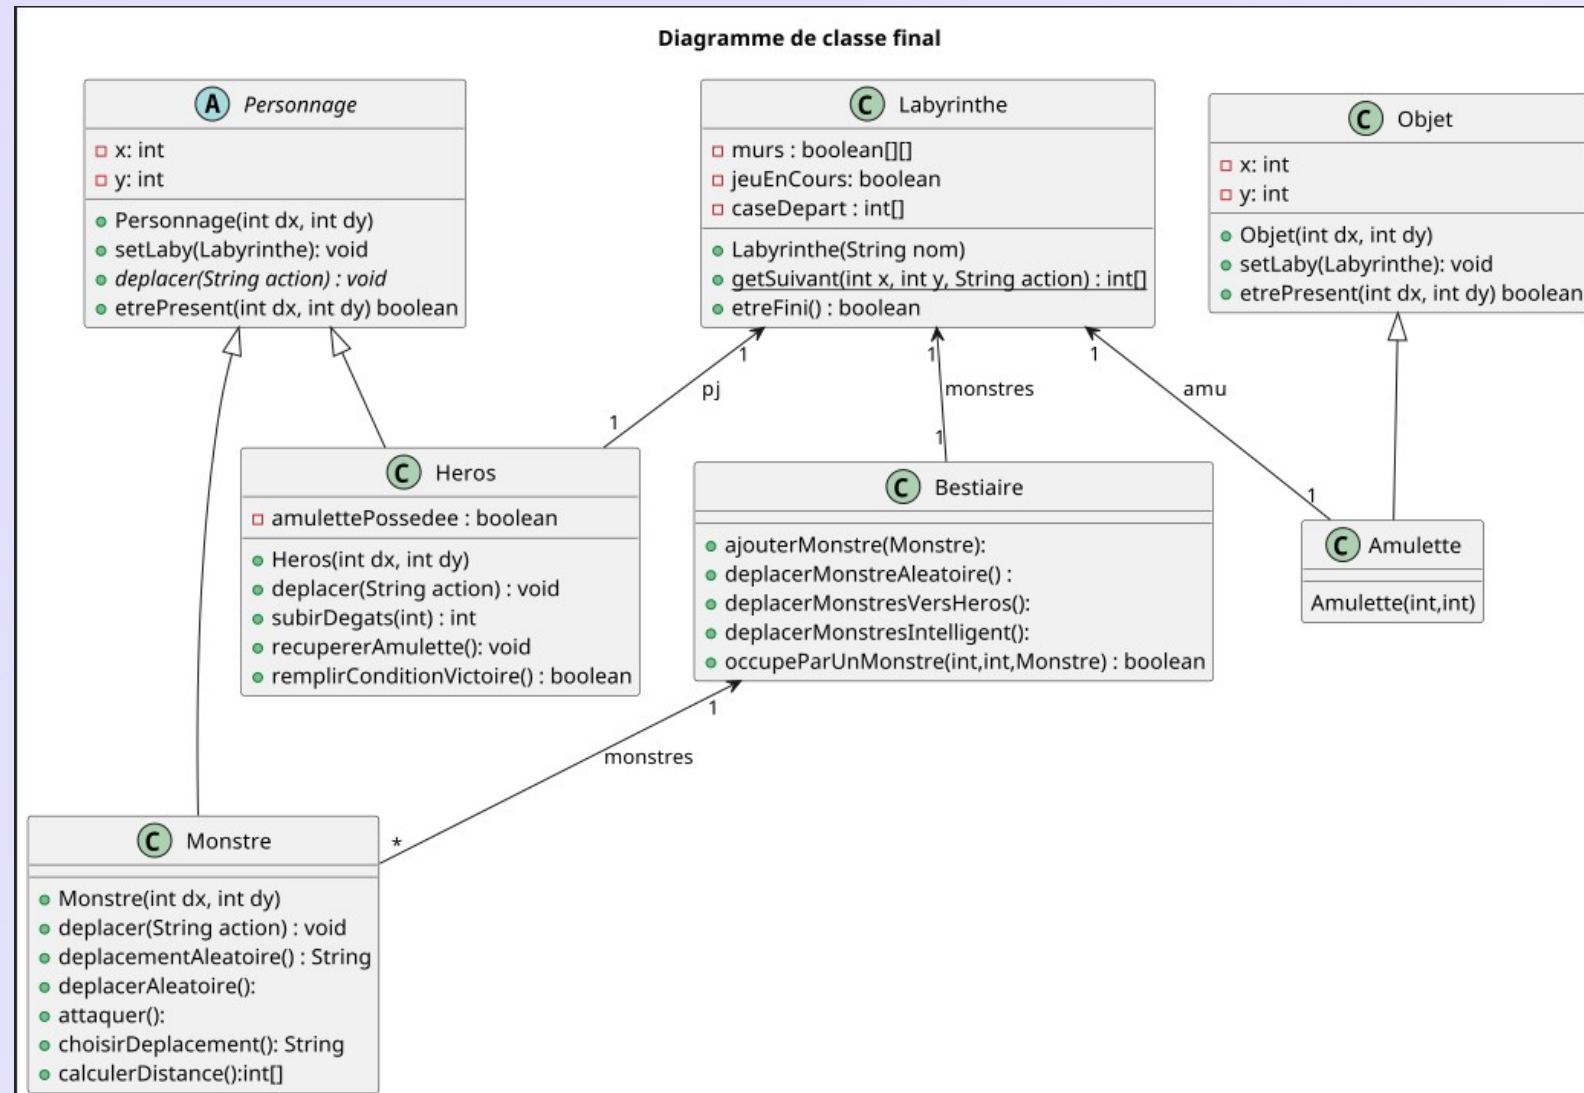 Diagramme de classe final
A Personnage
x: int
y: int
Personnage(int dx, int dy)
setLaby(Labyrinthe): void
deplacer(String action) : void
etrePresent(int dx, int dy) boolean
C Labyrinthe
murs : boolean[][]
jeuEnCours: boolean
caseDepart : int[]
Labyrinthe(String nom)
getSuivant(int x, int y, String action) : int[]
etreFini() : boolean
C Objet
x: int
y: int
Objet(int dx, int dy)
setLaby(Labyrinthe): void
etrePresent(int dx, int dy) boolean
1
pj
1
1
monstres
1
1
amu
1
C Heros
amulettePossedee : boolean
Heros(int dx, int dy)
deplacer(String action) : void
subirDegats(int) : int
recupererAmulette(): void
remplirConditionVictoire() : boolean
C Bestiaire
ajouterMonstre(Monstre):
deplacerMonstreAleatoire() :
deplacerMonstresVersHeros():
deplacerMonstresIntelligent():
occupeParUnMonstre(int,int,Monstre) : boolean
C Amulette
Amulette(int,int)
1
monstres
*
C Monstre
Monstre(int dx, int dy)
deplacer(String action) : void
deplacementAleatoire() : String
deplacerAleatoire():
attaquer():
choisirDeplacement(): String
calculerDistance():int[]